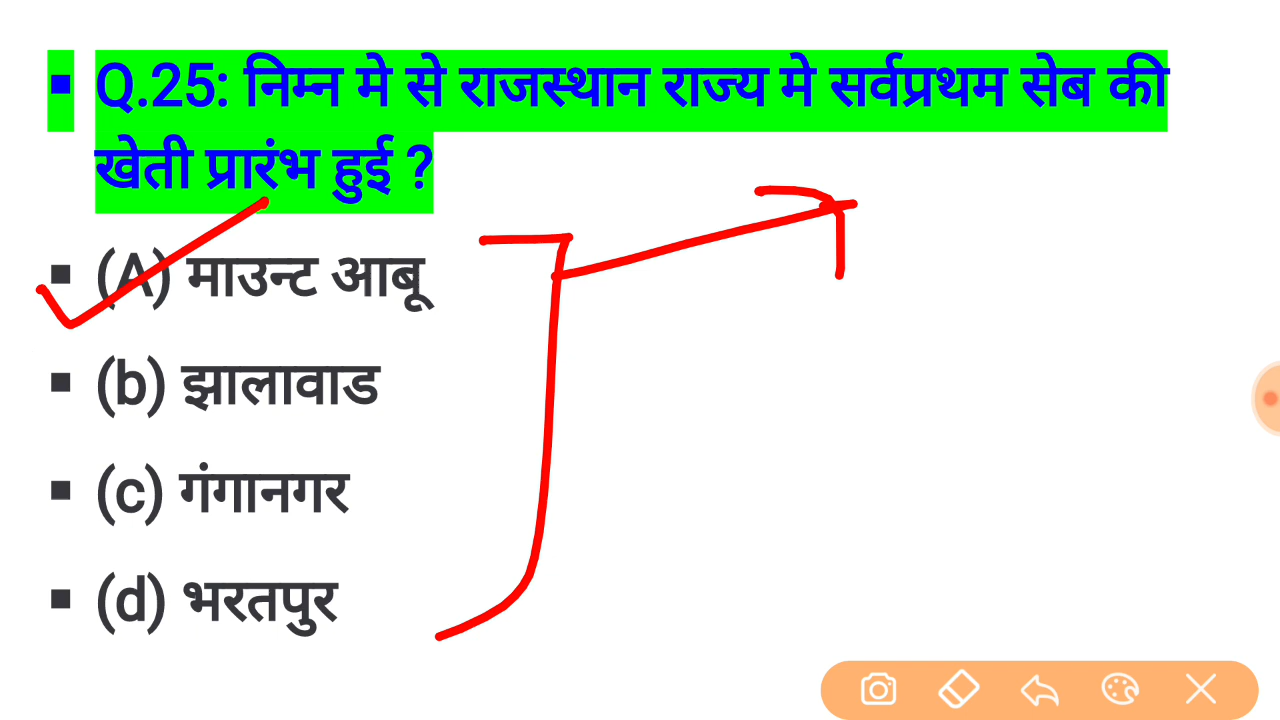 ▪ Q.25: निम्न मे से राजस्थान राज्य मे सर्वप्रथम सेब की
खेती प्रारंभ हुई ?
▪ (A) माउन्ट आबू
▪ (b) झालावाड
▪ (c) गंगानगर
▪ (d) भरतपुर